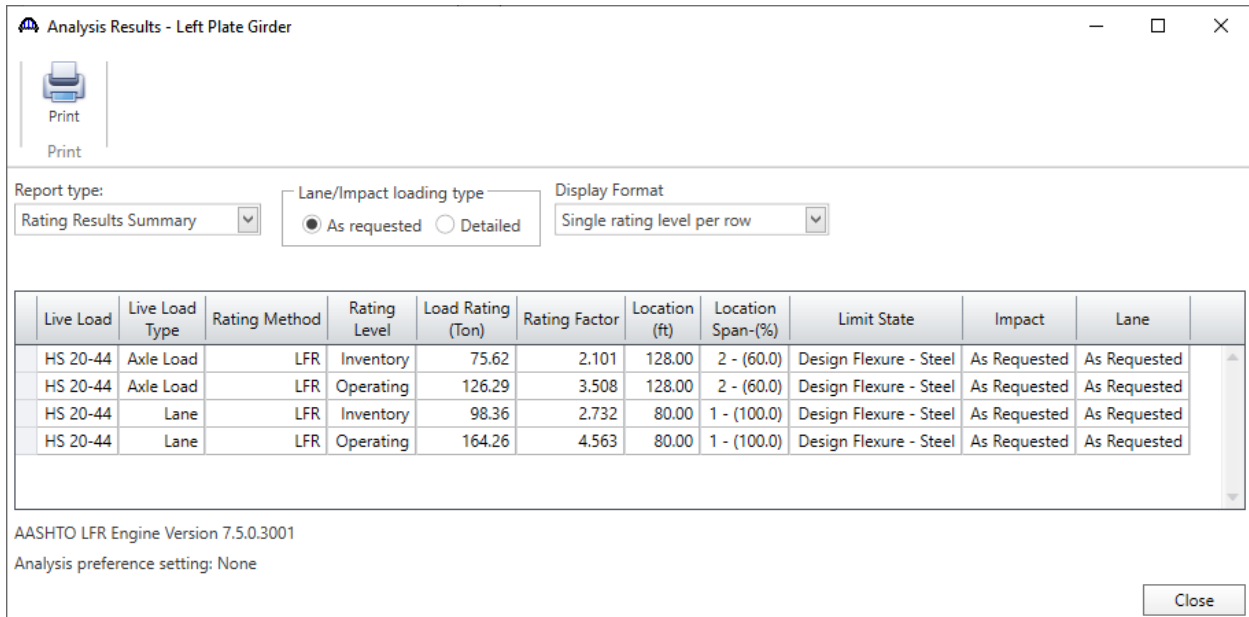 Analysis Results - Left Plate Girder
Print
Print
Report type:
Lane/Impact loading type
Display Format
Rating Results Summary
As requested Detailed
Single rating level per row
Live Load Live Load Type Rating Method Rating Level Load Rating (Ton) Rating Factor Location (ft) Location Span-(%) Limit State Impact Lane
HS 20-44 Axle Load LFR Inventory 75.62 2.101 128.00 2 - (60.0) Design Flexure - Steel As Requested As Requested
HS 20-44 Axle Load LFR Operating 126.29 3.508 128.00 2 - (60.0) Design Flexure - Steel As Requested As Requested
HS 20-44 Lane LFR Inventory 98.36 2.732 80.00 1 - (100.0) Design Flexure - Steel As Requested As Requested
HS 20-44 Lane LFR Operating 164.26 4.563 80.00 1 - (100.0) Design Flexure - Steel As Requested As Requested
AASHTO LFR Engine Version 7.5.0.3001
Analysis preference setting: None
Close